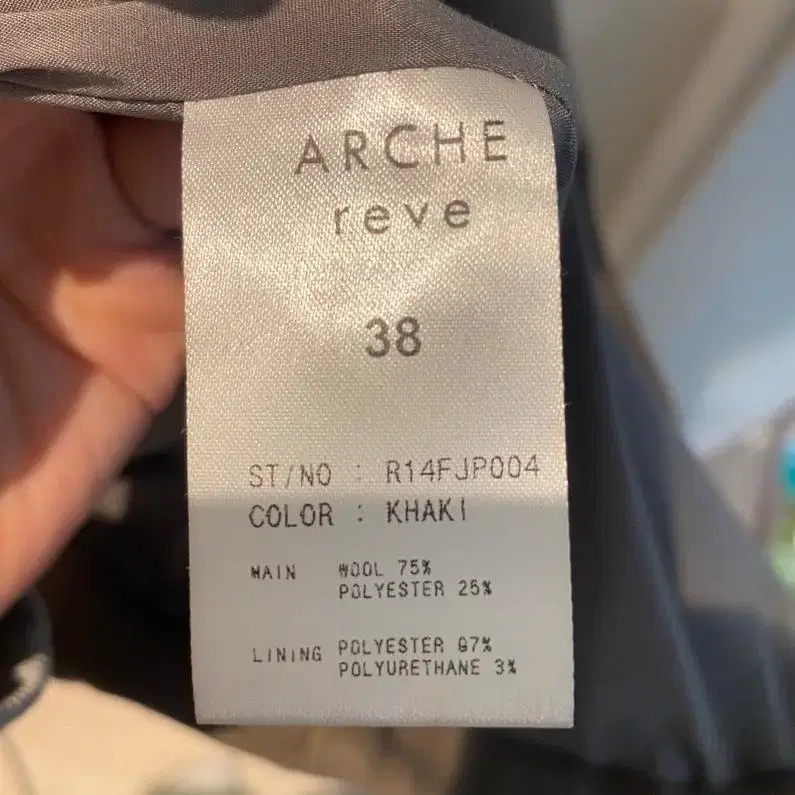 ARCHE
reve
38
ST/NO : R14FJP004
COLOR : KHAKI
MAIN WOOL 75%
POLYESTER 25%
LINING POLYESTER 97%
POLYURETHANE 3%